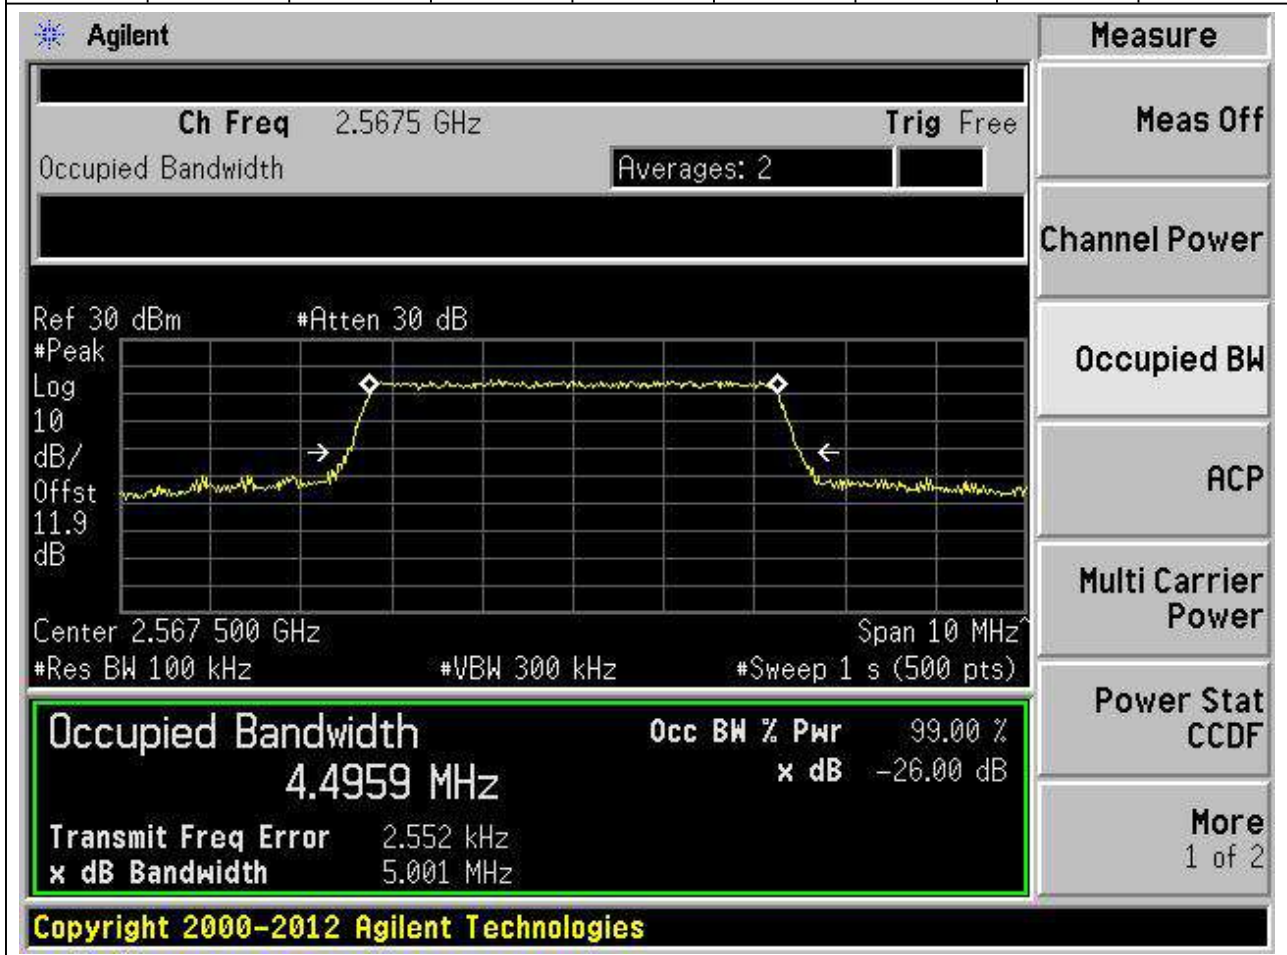 Agilent
Measure
Ch Freq 2.5675 GHz Trig Free
Meas Off
Occupied Bandwidth Averages: 2
Channel Power
Ref 30 dBm #Atten 30 dB
#Peak
Log
10
dB/
Offst
11.9
dB
Occupied BW
ACP
Center 2.567 500 GHz Span 10 MHz^
#Res BW 100 kHz #VBW 300 kHz #Sweep 1 s (500 pts)
Multi Carrier
Power
Occupied Bandwidth Occ BW % Pwr 99.00 %
4.4959 MHz x dB -26.00 dB
Transmit Freq Error 2.552 kHz
x dB Bandwidth 5.001 MHz
Power Stat
CCDF
More
1 of 2
Copyright 2000-2012 Agilent Technologies